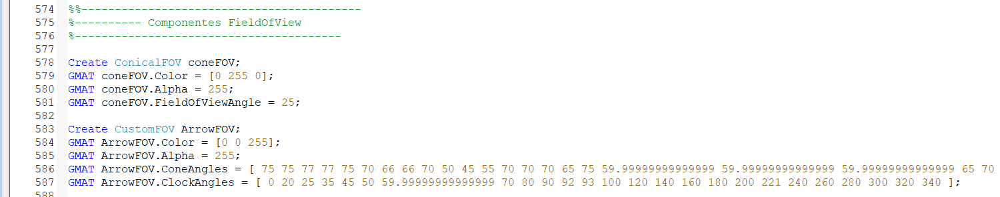 574 %%------------------------------------------
575 %---------- Componentes FieldOfView
576 %----------------------------------------
577
578 Create ConicalFOV coneFOV;
579 GMAT coneFOV.Color = [0 255 0];
580 GMAT coneFOV.Alpha = 255;
581 GMAT coneFOV.FieldOfViewAngle = 25;
582
583 Create CustomFOV ArrowFOV;
584 GMAT ArrowFOV.Color = [0 0 255];
585 GMAT ArrowFOV.Alpha = 255;
586 GMAT ArrowFOV.ConeAngles = [ 75 75 77 77 75 70 66 66 70 50 45 55 70 70 70 65 75 59.99999999999999 59.99999999999999 59.99999999999999 65 70
587 GMAT ArrowFOV.ClockAngles = [ 0 20 25 35 45 50 59.99999999999999 70 80 90 92 93 100 120 140 160 180 200 221 240 260 280 300 320 340 ];
588